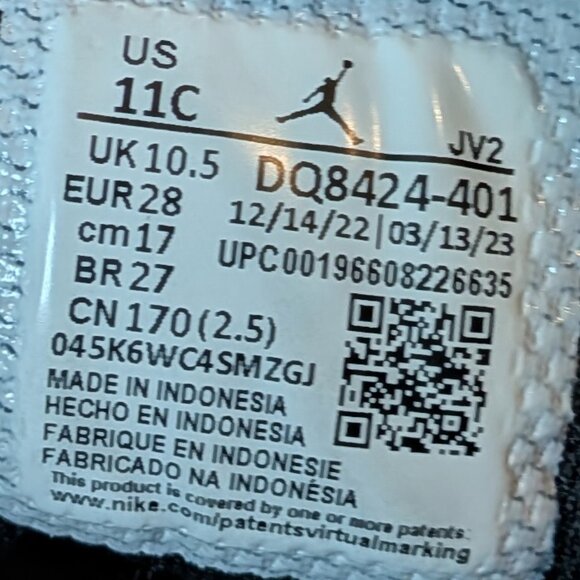 US
11C
JV2
UK 10.5
DQ8424-401
EUR 28
12/14/22 | 03/13/23
cm 17
UPC00196608226635
BR 27
CN 170 (2.5)
045K6WC4SMZGJ
MADE IN INDONESIA
HECHO EN INDONESIA
FABRIQUE EN INDONESIE
FABRICADO NA INDONÉSIA
This product is covered by one or more patents:
www.nike.com/patentsvirtualmarking